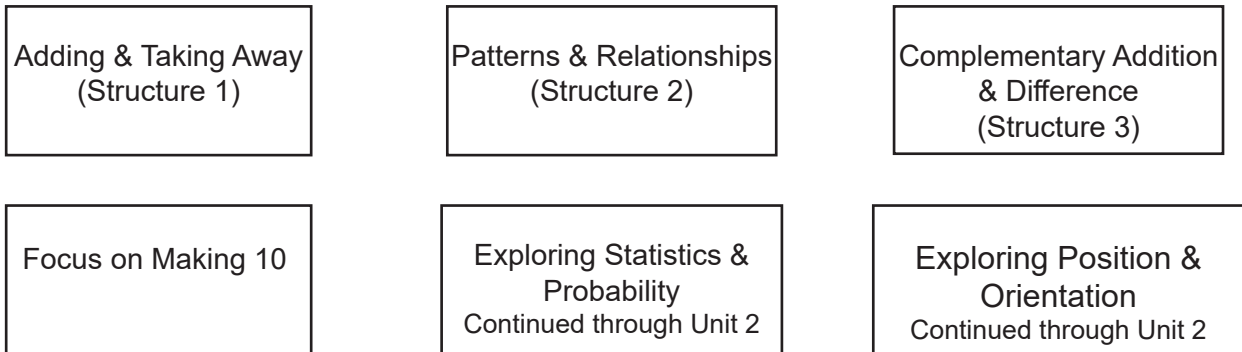 Adding & Taking Away
(Structure 1)
Patterns & Relationships
(Structure 2)
Complementary Addition
& Difference
(Structure 3)
Focus on Making 10
Exploring Statistics &
Probability
Continued through Unit 2
Exploring Position &
Orientation
Continued through Unit 2